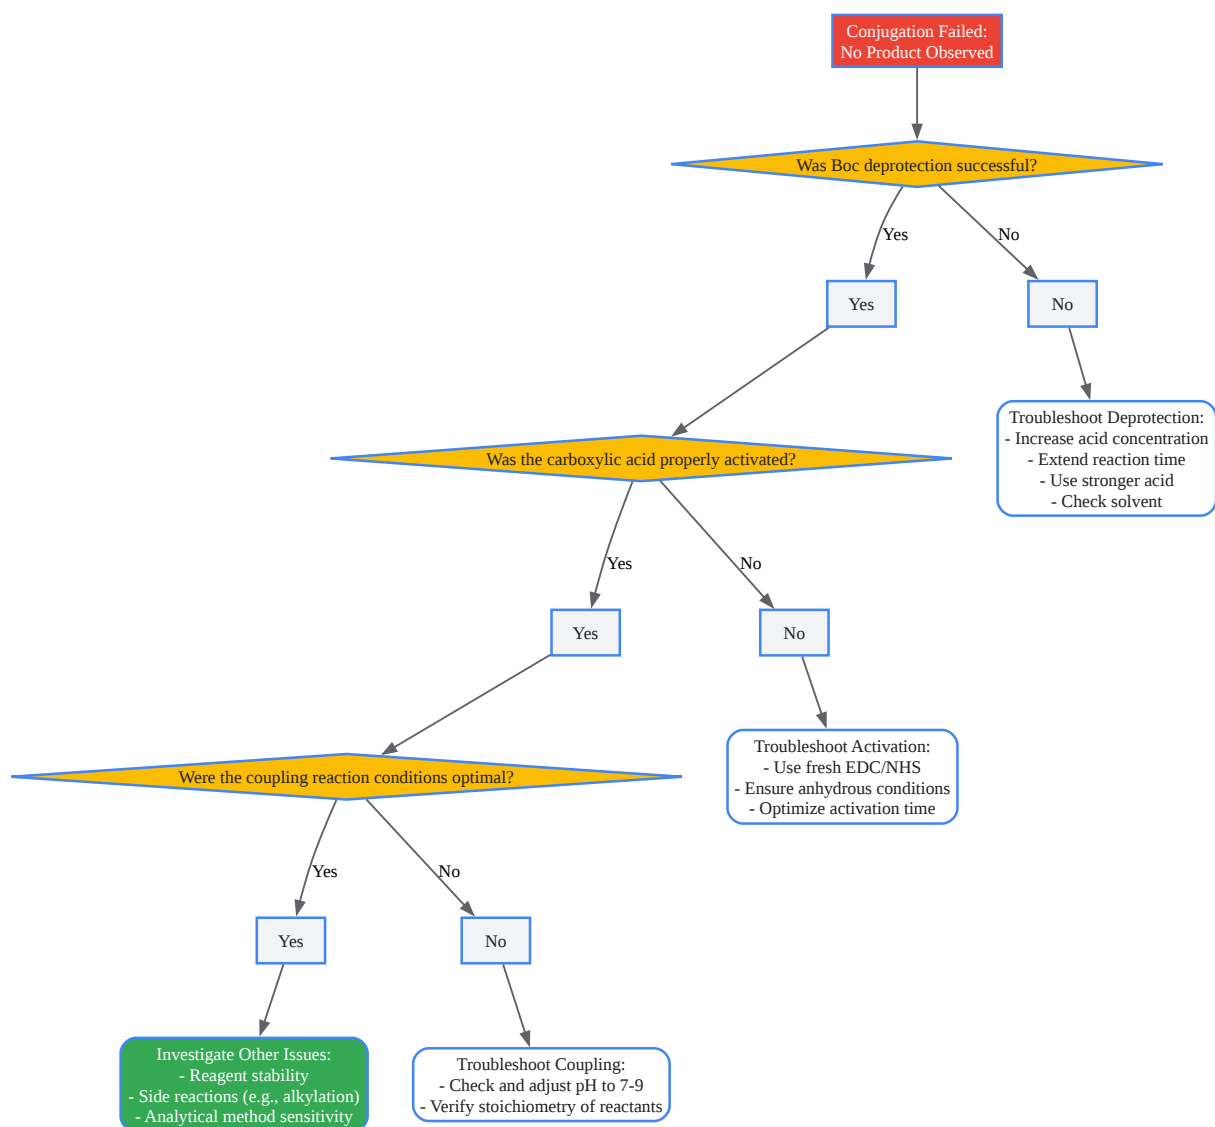 Conjugation Failed:
No Product Observed
Was Boc deprotection successful?
Yes
No
Yes
No
Troubleshoot Deprotection:
- Increase acid concentration
- Extend reaction time
- Use stronger acid
- Check solvent
Was the carboxylic acid properly activated?
Yes
No
Yes
No
Troubleshoot Activation:
- Use fresh EDC/NHS
- Ensure anhydrous conditions
- Optimize activation time
Were the coupling reaction conditions optimal?
Yes
No
Yes
No
Investigate Other Issues:
- Reagent stability
- Side reactions (e.g., alkylation)
- Analytical method sensitivity
Troubleshoot Coupling:
- Check and adjust pH to 7-9
- Verify stoichiometry of reactants